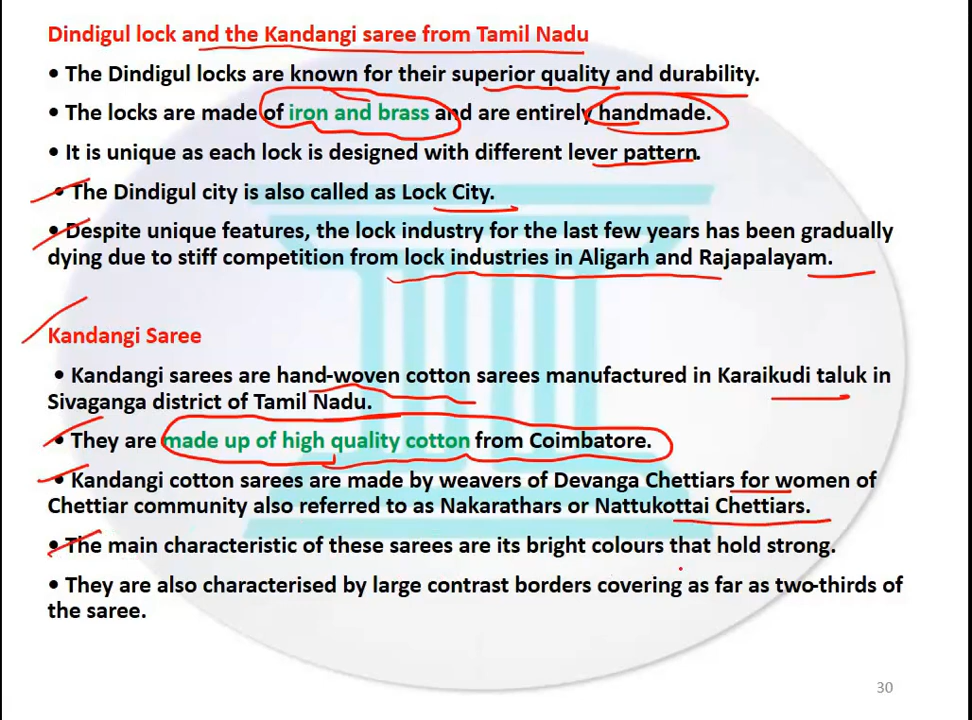 Dindigul lock and the Kandangi saree from Tamil Nadu
• The Dindigul locks are known for their superior quality and durability.
• The locks are made of iron and brass and are entirely handmade.
• It is unique as each lock is designed with different lever pattern.
• The Dindigul city is also called as Lock City.
• Despite unique features, the lock industry for the last few years has been gradually
dying due to stiff competition from lock industries in Aligarh and Rajapalayam.
Kandangi Saree
• Kandangi sarees are hand-woven cotton sarees manufactured in Karaikudi taluk in
Sivaganga district of Tamil Nadu.
• They are made up of high quality cotton from Coimbatore.
• Kandangi cotton sarees are made by weavers of Devanga Chettiars for women of
Chettiar community also referred to as Nakarathars or Nattukottai Chettiars.
• The main characteristic of these sarees are its bright colours that hold strong.
• They are also characterised by large contrast borders covering as far as two-thirds of
the saree.
30